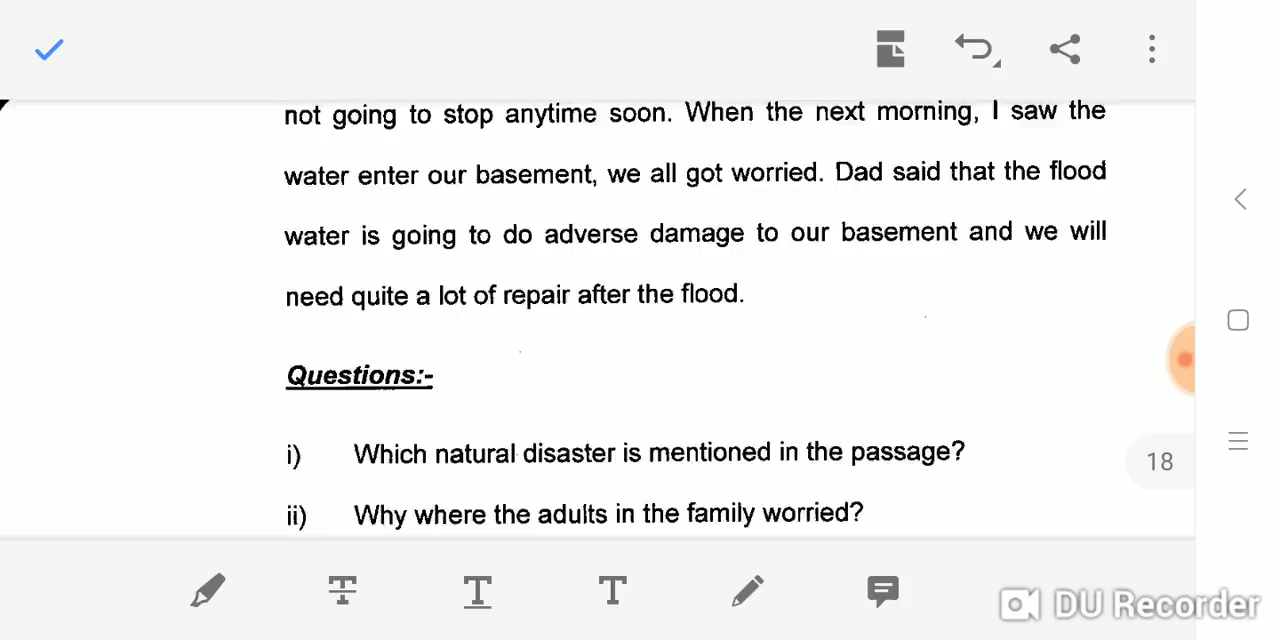 not going to stop anytime soon. When the next morning, I saw the
water enter our basement, we all got worried. Dad said that the flood
water is going to do adverse damage to our basement and we will
need quite a lot of repair after the flood.
Questions:-
i) Which natural disaster is mentioned in the passage?
18
ii) Why where the adults in the family worried?
T T T
DU Recorder